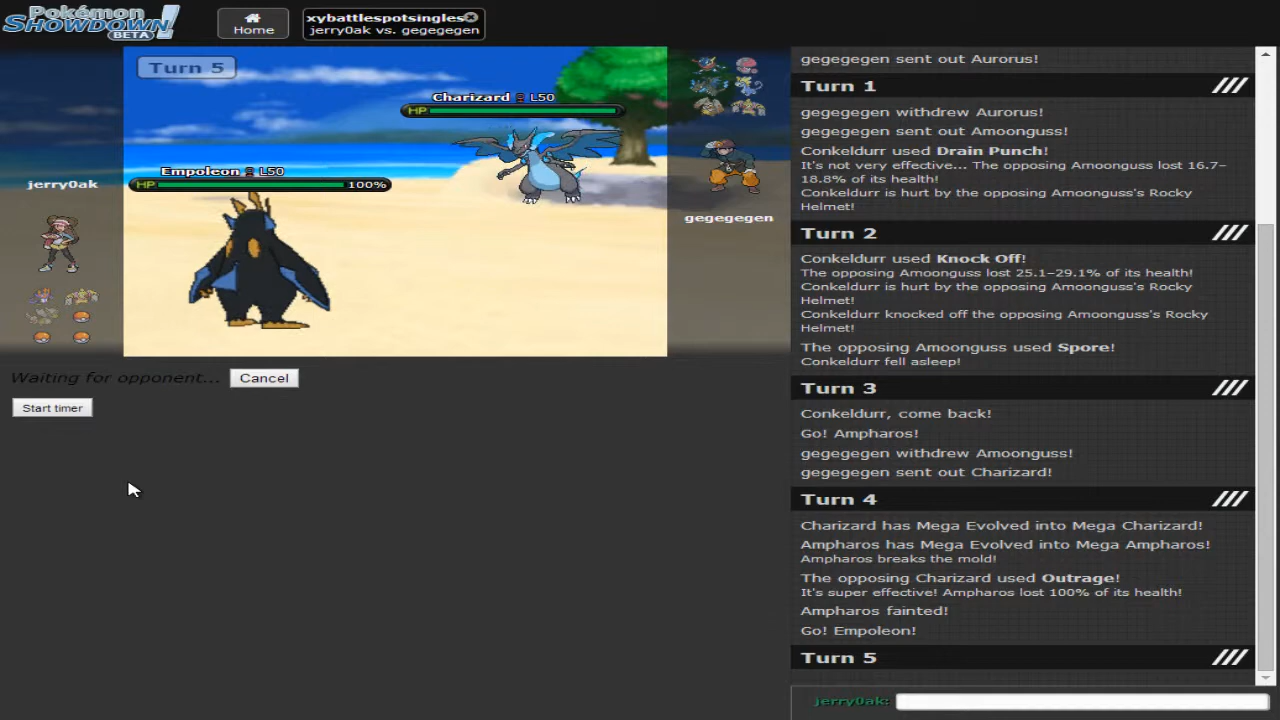 Pokémon
SHOWDOWN!
BETA
Home
xybattlespotsingles
jerry0ak vs. gegegegen
Turn 5
Charizard L50
HP
Empoleon L50
HP 100%
jerry0ak
gegegegen
Waiting for opponent... Cancel
Start timer
gegegegen sent out Aurorus!
Turn 1
gegegegen withdrew Aurorus!
gegegegen sent out Amoonguss!
Conkeldurr used Drain Punch!
It's not very effective... The opposing Amoonguss lost 16.7–
18.8% of its health!
Conkeldurr is hurt by the opposing Amoonguss's Rocky
Helmet!
Turn 2
Conkeldurr used Knock Off!
The opposing Amoonguss lost 25.1–29.1% of its health!
Conkeldurr is hurt by the opposing Amoonguss's Rocky
Helmet!
Conkeldurr knocked off the opposing Amoonguss's Rocky
Helmet!
The opposing Amoonguss used Spore!
Conkeldurr fell asleep!
Turn 3
Conkeldurr, come back!
Go! Ampharos!
gegegegen withdrew Amoonguss!
gegegegen sent out Charizard!
Turn 4
Charizard has Mega Evolved into Mega Charizard!
Ampharos has Mega Evolved into Mega Ampharos!
Ampharos breaks the mold!
The opposing Charizard used Outrage!
It's super effective! Ampharos lost 100% of its health!
Ampharos fainted!
Go! Empoleon!
Turn 5
jerry0ak: